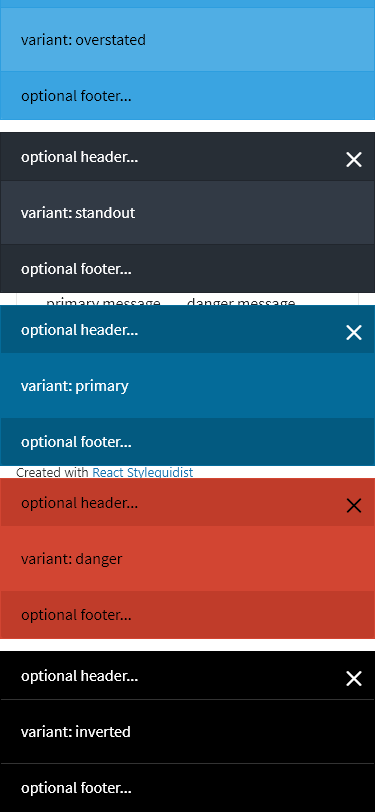 variant: overstated
optional footer...
optional header...
variant: standout
optional footer...
primary message danger message
optional header...
variant: primary
optional footer...
Created with React Styleguidist
optional header...
variant: danger
optional footer...
optional header...
variant: inverted
optional footer...